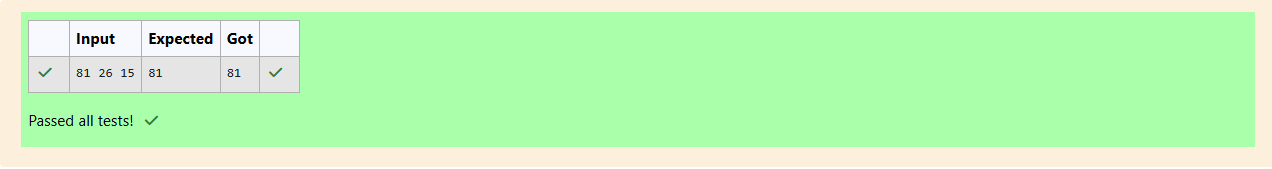 Input Expected Got
81 26 15 81 81
Passed all tests!